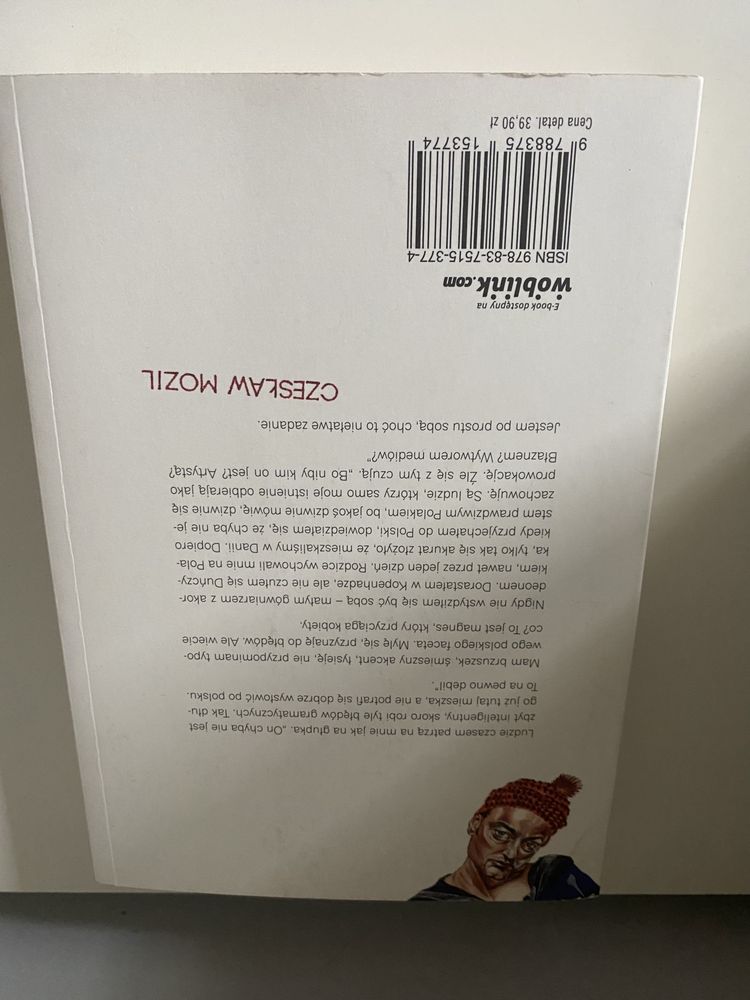 Ludzie czasem patrzą na mnie jak na głupka. „On chyba nie jest
zbyt inteligentny, skoro robi tyle błędów gramatycznych. Tak dłu-
go już tutaj mieszka, a nie potrafi się dobrze wysłowić po polsku.
To na pewno debil”.
Mam brzuszek, śmieszny akcent, łysieję, nie przypominam typo-
wego polskiego faceta. Mylę się, przyznaję do błędów. Ale wiecie
co? To jest magnes, który przyciąga kobiety.
Nigdy nie wstydziłem się być sobą – małym gówniarzem z akor-
deonem. Dorastałem w Kopenhadze, ale nie czułem się Duńczy-
kiem, nawet przez jeden dzień. Rodzice wychowali mnie na Pola-
ka, tylko tak się akurat złożyło, że mieszkaliśmy w Danii. Dopiero
kiedy przyjechałem do Polski, dowiedziałem się, że chyba nie je-
stem prawdziwym Polakiem, bo jakoś dziwnie mówię, dziwnie się
zachowuję. Są ludzie, którzy samo moje istnienie odbierają jako
prowokację. Źle się z tym czują. „Bo niby kim on jest? Artystą?
Błaznem? Wytworem mediów?”
Jestem po prostu sobą, choć to niełatwe zadanie.
CZESŁAW MOZIL
E-book dostępny na
woblink.com
ISBN 978-83-7515-377-4
9 788375 153774
Cena detal. 39,90 zł